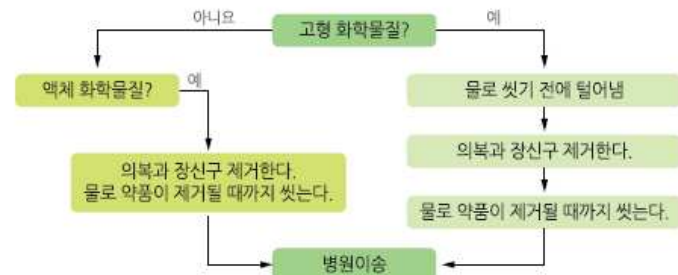 아니요
고형 화학물질?
예
액체 화학물질?
예
물로 씻기 전에 털어냄
의복과 장신구 제거한다.
의복과 장신구 제거한다.
물로 약품이 제거될 때까지 씻는다.
물로 약품이 제거될 때까지 씻는다.
병원이송